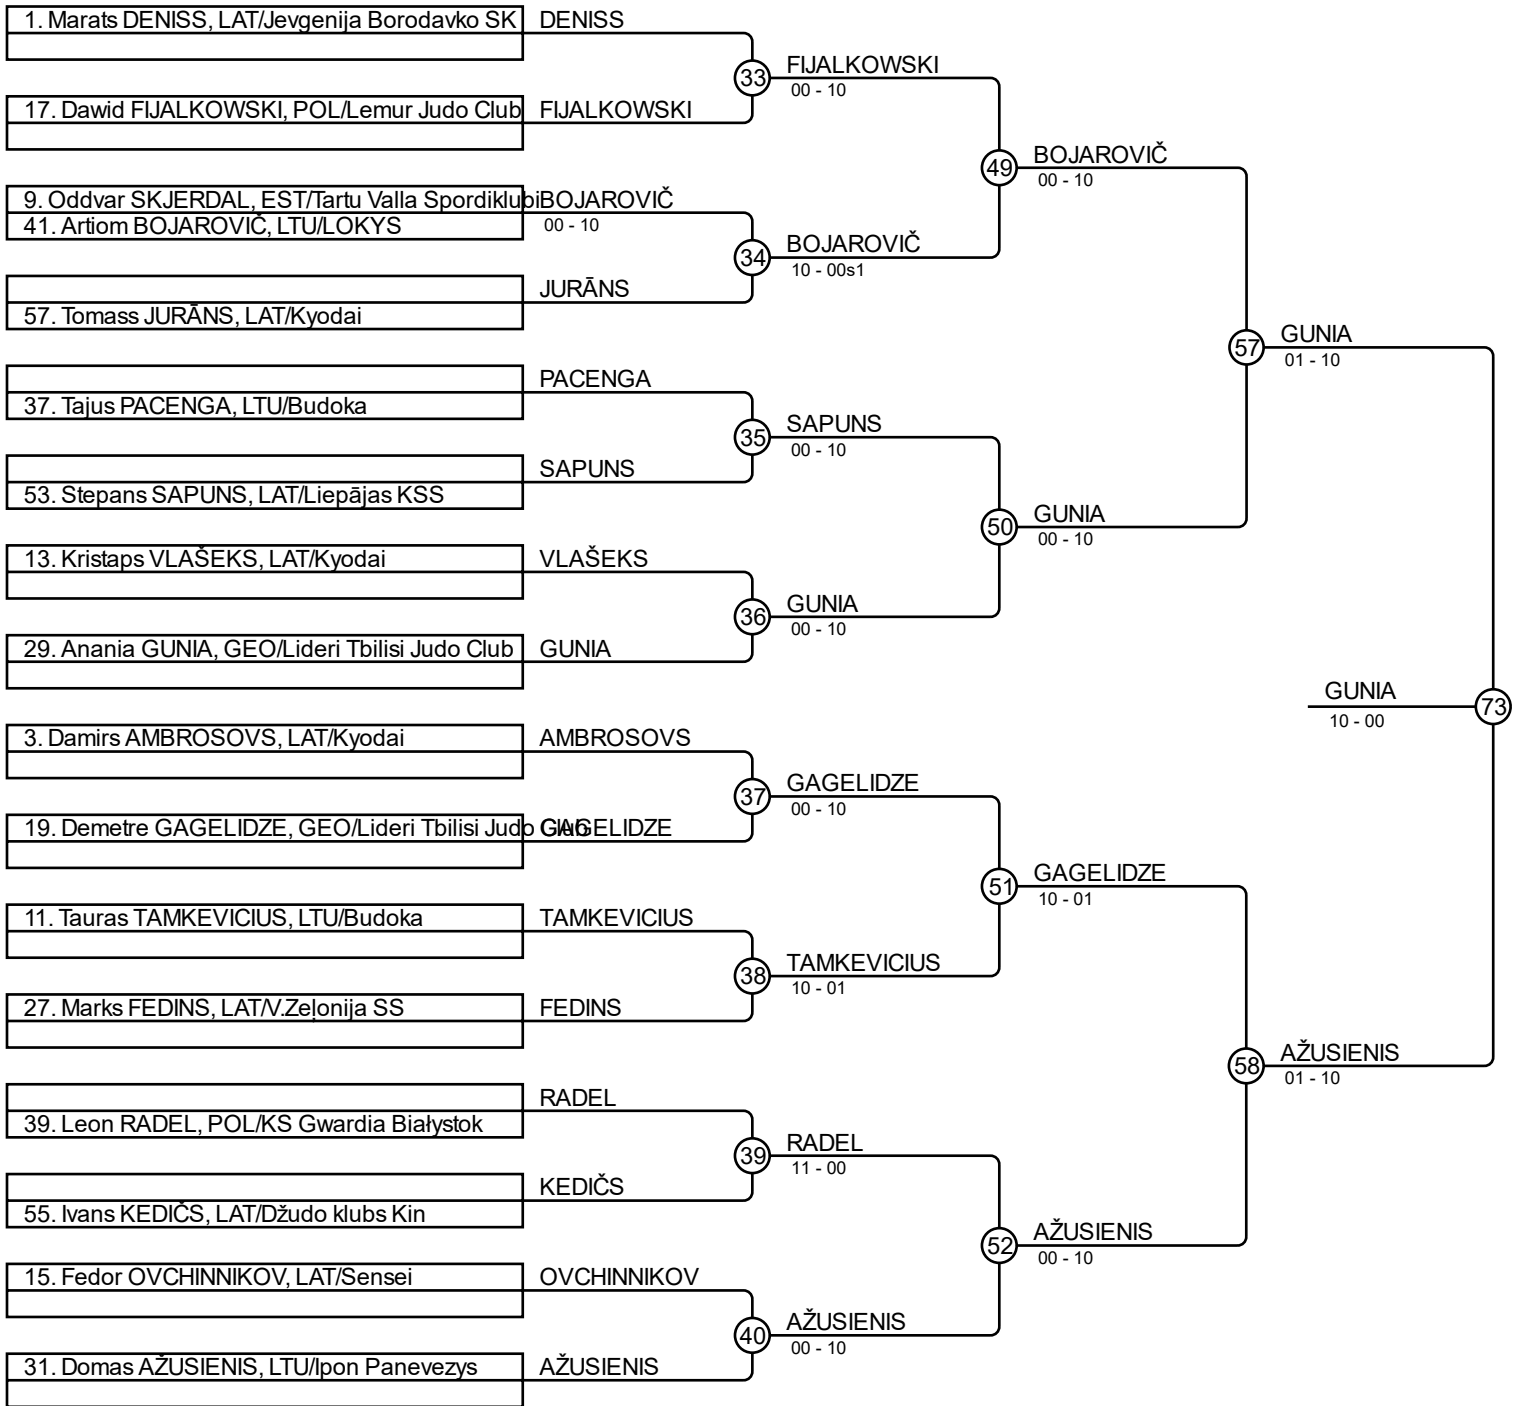 1. Marats DENISS, LAT/Jevgenija Borodavko SK
DENISS
33
FIJALKOWSKI
00 - 10
17. Dawid FIJALKOWSKI, POL/Lemur Judo Club
FIJALKOWSKI
49
BOJAROVIČ
00 - 10
9. Oddvar SKJERDAL, EST/Tartu Valla Spordiklubi
41. Artiom BOJAROVIČ, LTU/LOKYS
BOJAROVIČ
00 - 10
34
BOJAROVIČ
10 - 00s1
JURĀNS
57. Tomass JURĀNS, LAT/Kyodai
57
GUNIA
01 - 10
PACENGA
37. Tajus PACENGA, LTU/Budoka
35
SAPUNS
00 - 10
SAPUNS
53. Stepans SAPUNS, LAT/Liepājas KSS
50
GUNIA
00 - 10
13. Kristaps VLAŠEKS, LAT/Kyodai
VLAŠEKS
36
GUNIA
00 - 10
29. Anania GUNIA, GEO/Lideri Tbilisi Judo Club
GUNIA
GUNIA
10 - 00
73
3. Damirs AMBROSOVS, LAT/Kyodai
AMBROSOVS
37
GAGELIDZE
00 - 10
19. Demetre GAGELIDZE, GEO/Lideri Tbilisi Judo Club
GAGELIDZE
51
GAGELIDZE
10 - 01
11. Tauras TAMKEVICIUS, LTU/Budoka
TAMKEVICIUS
38
TAMKEVICIUS
10 - 01
27. Marks FEDINS, LAT/V.Zeļonija SS
FEDINS
58
AŽUSIENIS
01 - 10
RADEL
39. Leon RADEL, POL/KS Gwardia Białystok
39
RADEL
11 - 00
KEDIČS
55. Ivans KEDIČS, LAT/Džudo klubs Kin
52
AŽUSIENIS
00 - 10
15. Fedor OVCHINNIKOV, LAT/Sensei
OVCHINNIKOV
40
AŽUSIENIS
00 - 10
31. Domas AŽUSIENIS, LTU/Ipon Panevezys
AŽUSIENIS